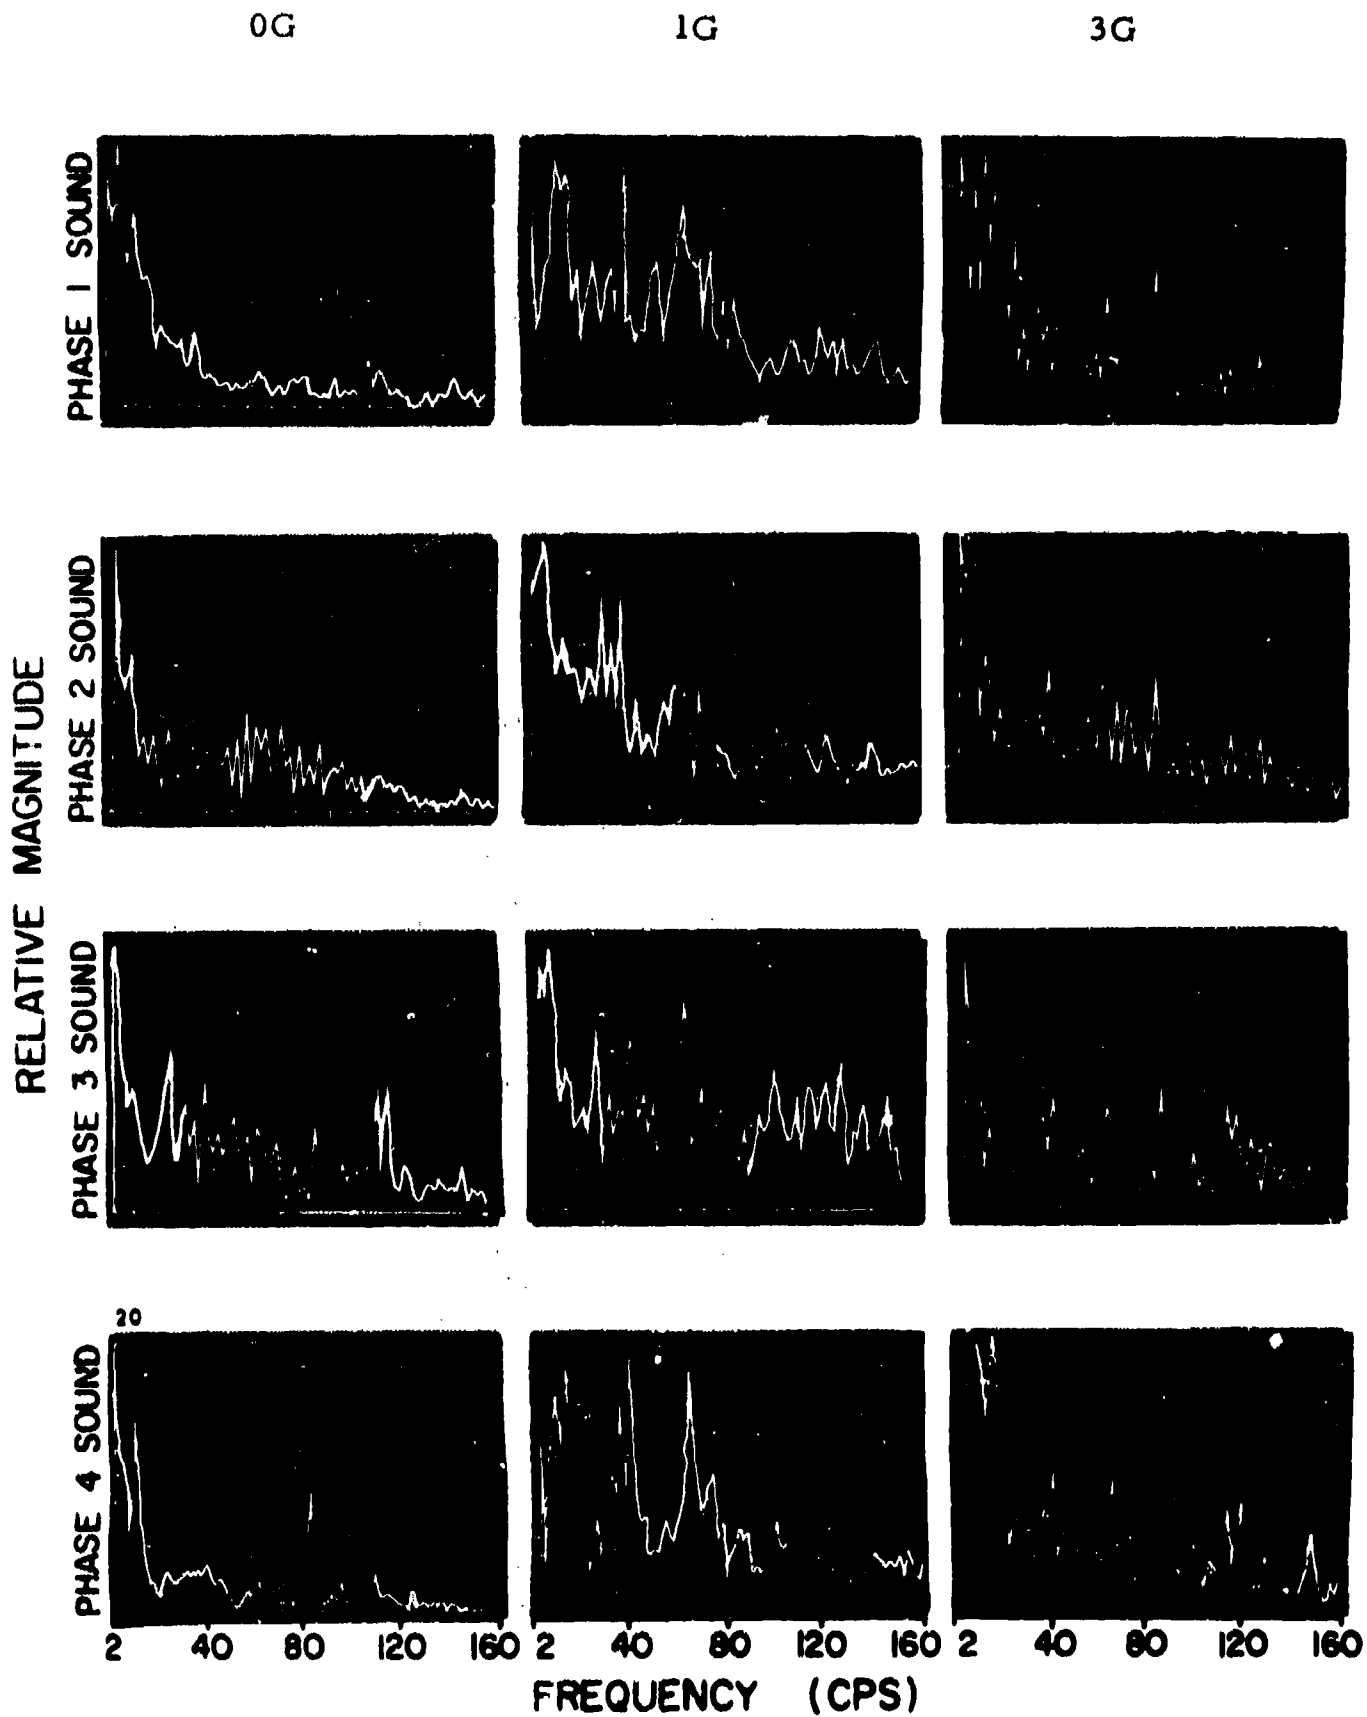 0G 1G 3G
RELATIVE MAGNITUDE
PHASE 1 SOUND
PHASE 2 SOUND
PHASE 3 SOUND
PHASE 4 SOUND
20
2 40 80 120 160 2 40 80 120 160 2 40 80 120 160
FREQUENCY (CPS)